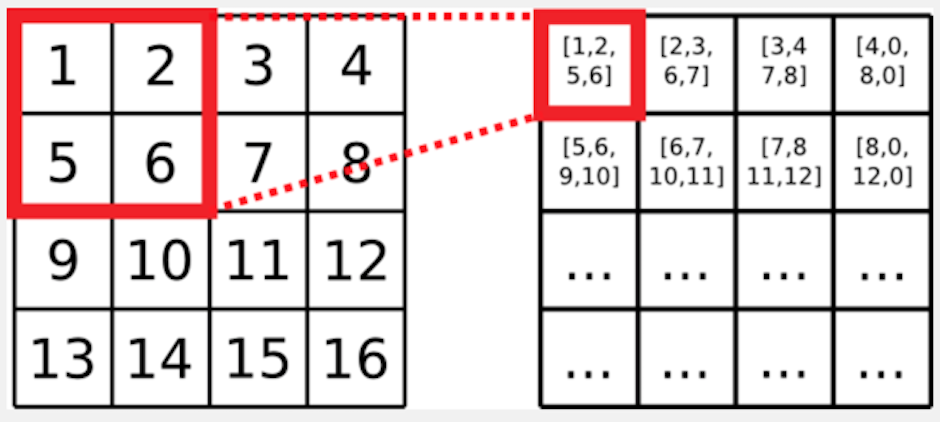 1 2 3 4
5 6 7 8
9 10 11 12
13 14 15 16
[1,2, [2,3, [3,4 [4,0,
5,6] 6,7] 7,8] 8,0]
[5,6, [6,7, [7,8 [8,0,
9,10] 10,11] 11,12] 12,0]
... ... ... ...
... ... ... ...